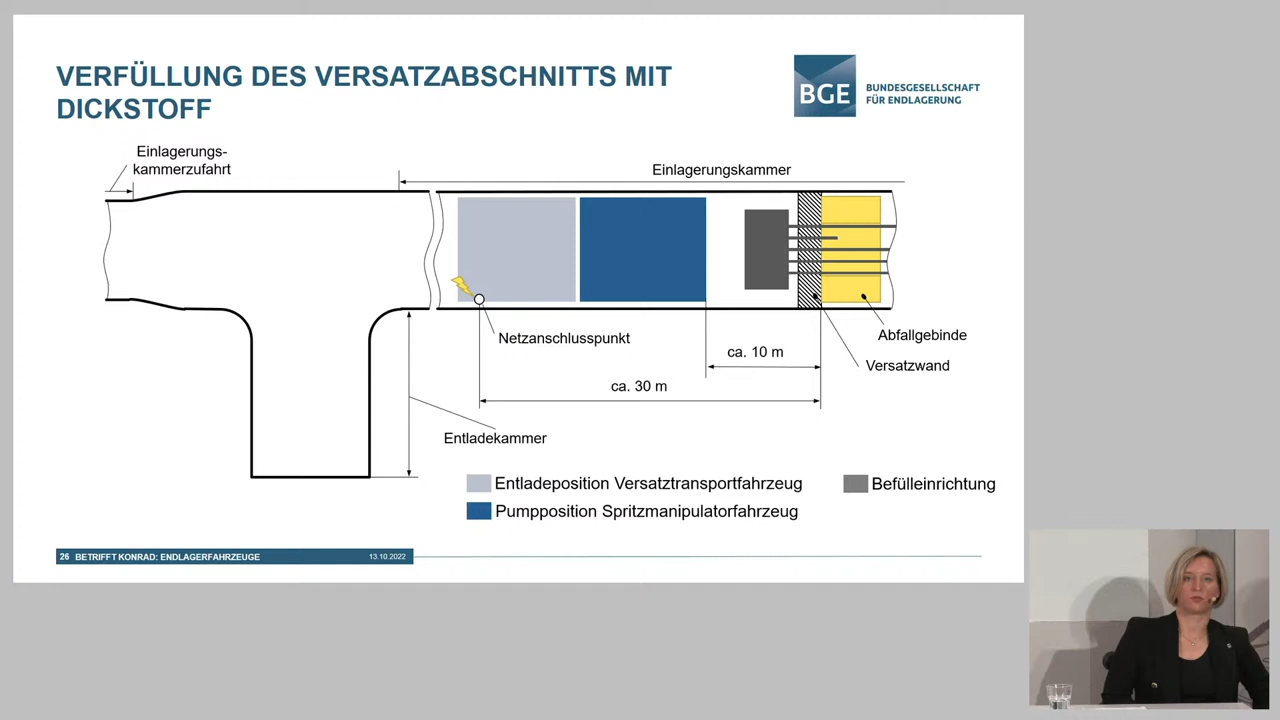 VERFÜLLUNG DES VERSATZABSCHNITTS MIT
DICKSTOFF
BGE
BUNDESGESELLSCHAFT
FÜR ENDLAGERUNG
Einlagerungs-
kammerzufahrt
Einlagerungskammer
Netzanschlusspunkt
Abfallgebinde
ca. 10 m
Versatzwand
ca. 30 m
Entladekammer
Entladeposition Versatztransportfahrzeug
Befülleinrichtung
Pumpposition Spritzmanipulatorfahrzeug
26 BETRIFFT KONRAD: ENDLAGERFAHRZEUGE 13.10.2022